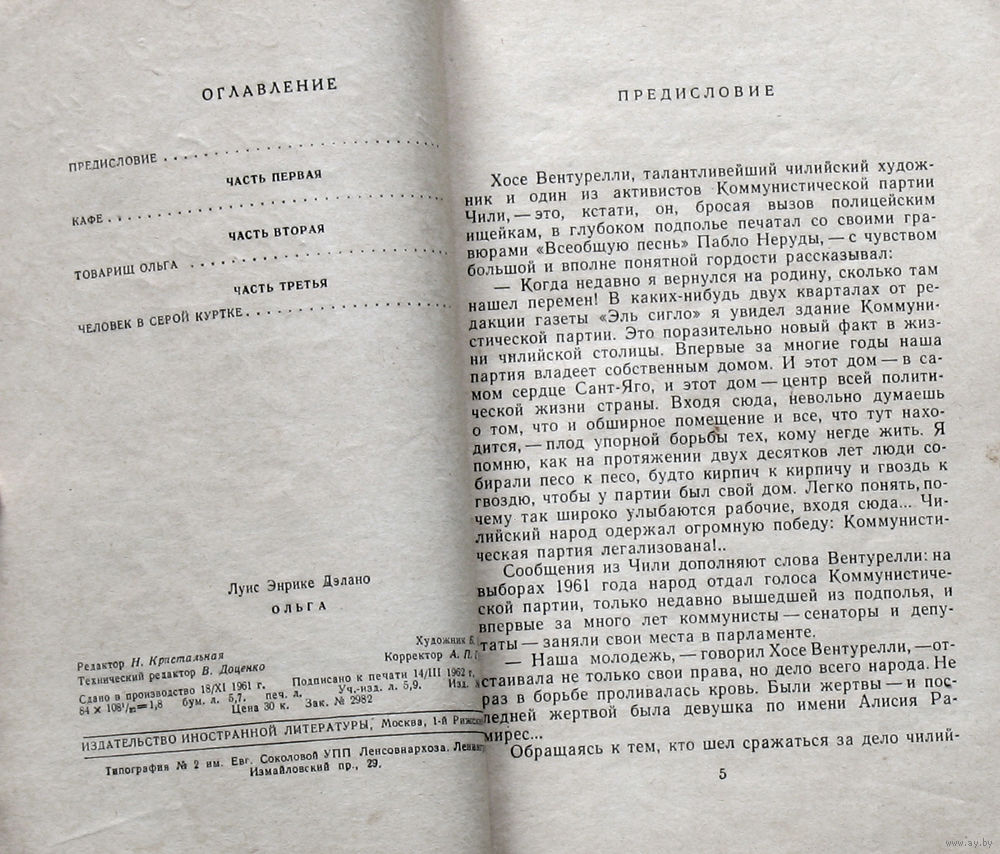 ОГЛАВЛЕНИЕ
ПРЕДИСЛОВИЕ
ЧАСТЬ ПЕРВАЯ
КАФЕ
ЧАСТЬ ВТОРАЯ
ТОВАРИЩ ОЛЬГА
ЧАСТЬ ТРЕТЬЯ
ЧЕЛОВЕК В СЕРОЙ КУРТКЕ
Луис Энрике Дэлано
ОЛЬГА
Художник Б.
Редактор Н. Кристальная
Технический редактор В. Доценко
Корректор А. П.
Сдано в производство 18/XI 1961 г.
Подписано к печати 14/III 1962 г.
84 × 108¹/₃₂=1,8 бум. л. 5,7, печ. л. Уч.-изд. л. 5,9. Изд.
Цена 30 к. Зак. № 2982
ИЗДАТЕЛЬСТВО ИНОСТРАННОЙ ЛИТЕРАТУРЫ, Москва, 1-й
Типография № 2 им. Евг. Соколовой УПП Ленсовнархоза.
Измайловский пр., 29.
ПРЕДИСЛОВИЕ
Хосе Вентурелли, талантливейший чилийский худож-
ник и один из активистов Коммунистической партии
Чили, — это, кстати, он, бросая вызов полицейским
ищейкам, в глубоком подполье печатал со своими гра-
вюрами «Всеобщую песнь» Пабло Неруды, — с чувством
большой и вполне понятной гордости рассказывал:
— Когда недавно я вернулся на родину, сколько там
нашел перемен! В каких-нибудь двух кварталах от ре-
дакции газеты «Эль сигло» я увидел здание Коммуни-
стической партии. Это поразительно новый факт в жиз-
ни чилийской столицы. Впервые за многие годы наша
партия владеет собственным домом. И этот дом — в са-
мом сердце Сант-Яго, и этот дом — центр всей полити-
ческой жизни страны. Входя сюда, невольно думаешь
о том, что и обширное помещение и все, что тут нахо-
дится, — плод упорной борьбы тех, кому негде жить. Я
помню, как на протяжении двух десятков лет люди со-
бирали песо к песо, будто кирпич к кирпичу и гвоздь к
гвоздю, чтобы у партии был свой дом. Легко понять, по-
чему так широко улыбаются рабочие, входя сюда... Чи-
лийский народ одержал огромную победу: Коммунисти-
ческая партия легализована!..
Сообщения из Чили дополняют слова Вентурелли: на
выборах 1961 года народ отдал голоса Коммунистиче-
ской партии, только недавно вышедшей из подполья, и
впервые за много лет коммунисты — сенаторы и депу-
таты — заняли свои места в парламенте.
— Наша молодежь, — говорил Хосе Вентурелли, — от-
стаивала не только свои права, но дело всего народа. Не
раз в борьбе проливалась кровь. Были жертвы — и пос-
ледней жертвой была девушка по имени Алисия Ра-
мирес...
Обращаясь к тем, кто шел сражаться за дело чилий-
5
www.ay.by